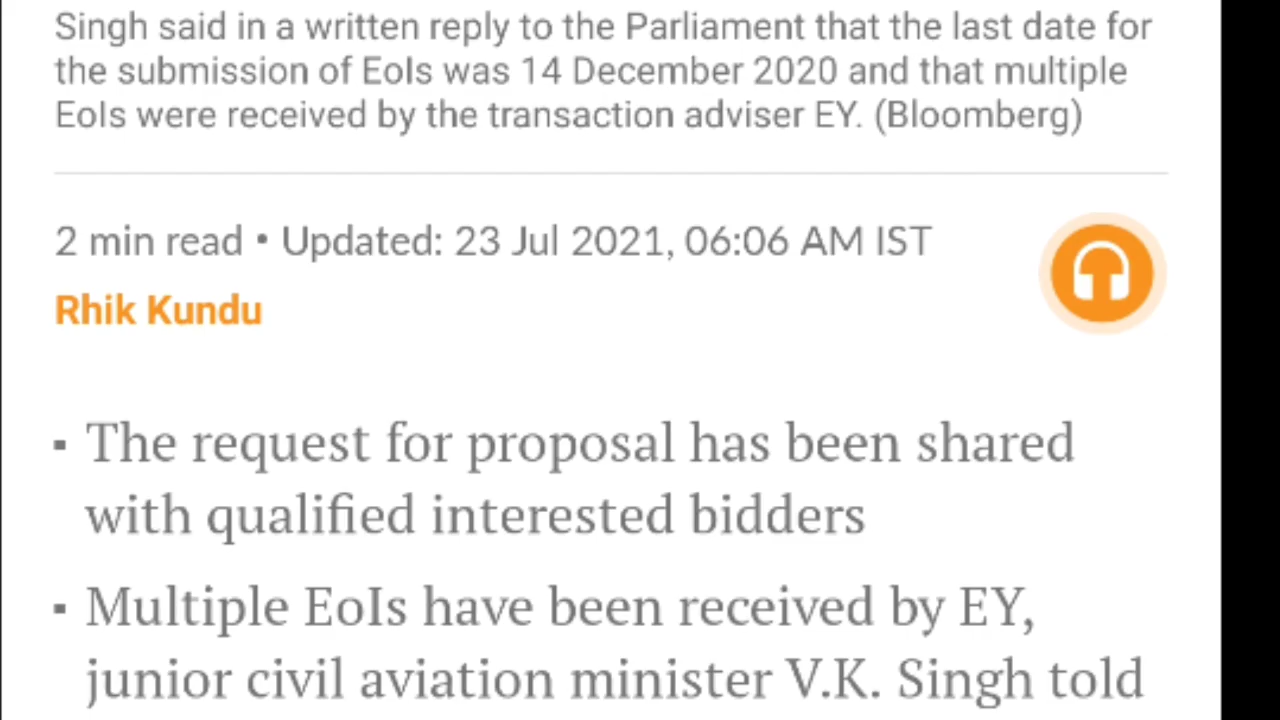 Singh said in a written reply to the Parliament that the last date for
the submission of EoIs was 14 December 2020 and that multiple
EoIs were received by the transaction adviser EY. (Bloomberg)
2 min read • Updated: 23 Jul 2021, 06:06 AM IST
Rhik Kundu
▪ The request for proposal has been shared
with qualified interested bidders
▪ Multiple EoIs have been received by EY,
junior civil aviation minister V.K. Singh told